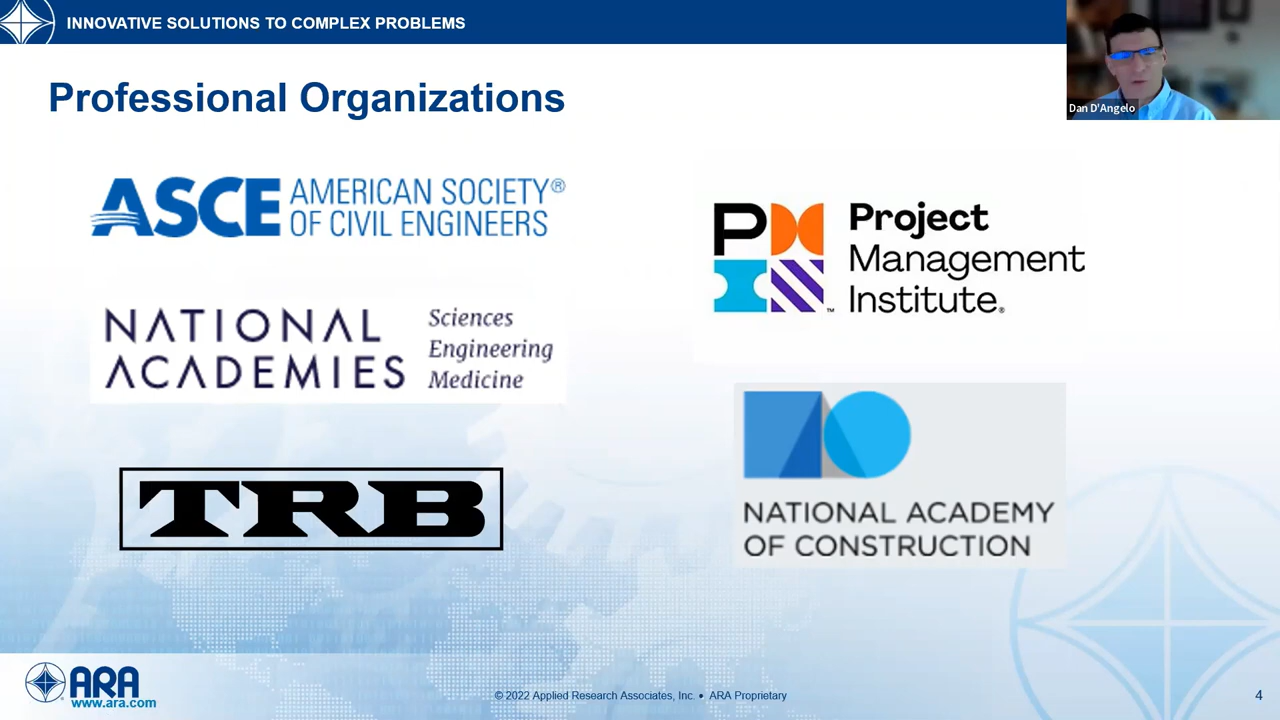 INNOVATIVE SOLUTIONS TO COMPLEX PROBLEMS
Dan D'Angelo
Professional Organizations
ASCE AMERICAN SOCIETY®
OF CIVIL ENGINEERS
NATIONAL
ACADEMIES
Sciences
Engineering
Medicine
TRB
PMI™
Project
Management
Institute®
NATIONAL ACADEMY
OF CONSTRUCTION
ARA
www.ara.com
© 2022 Applied Research Associates, Inc. • ARA Proprietary
4